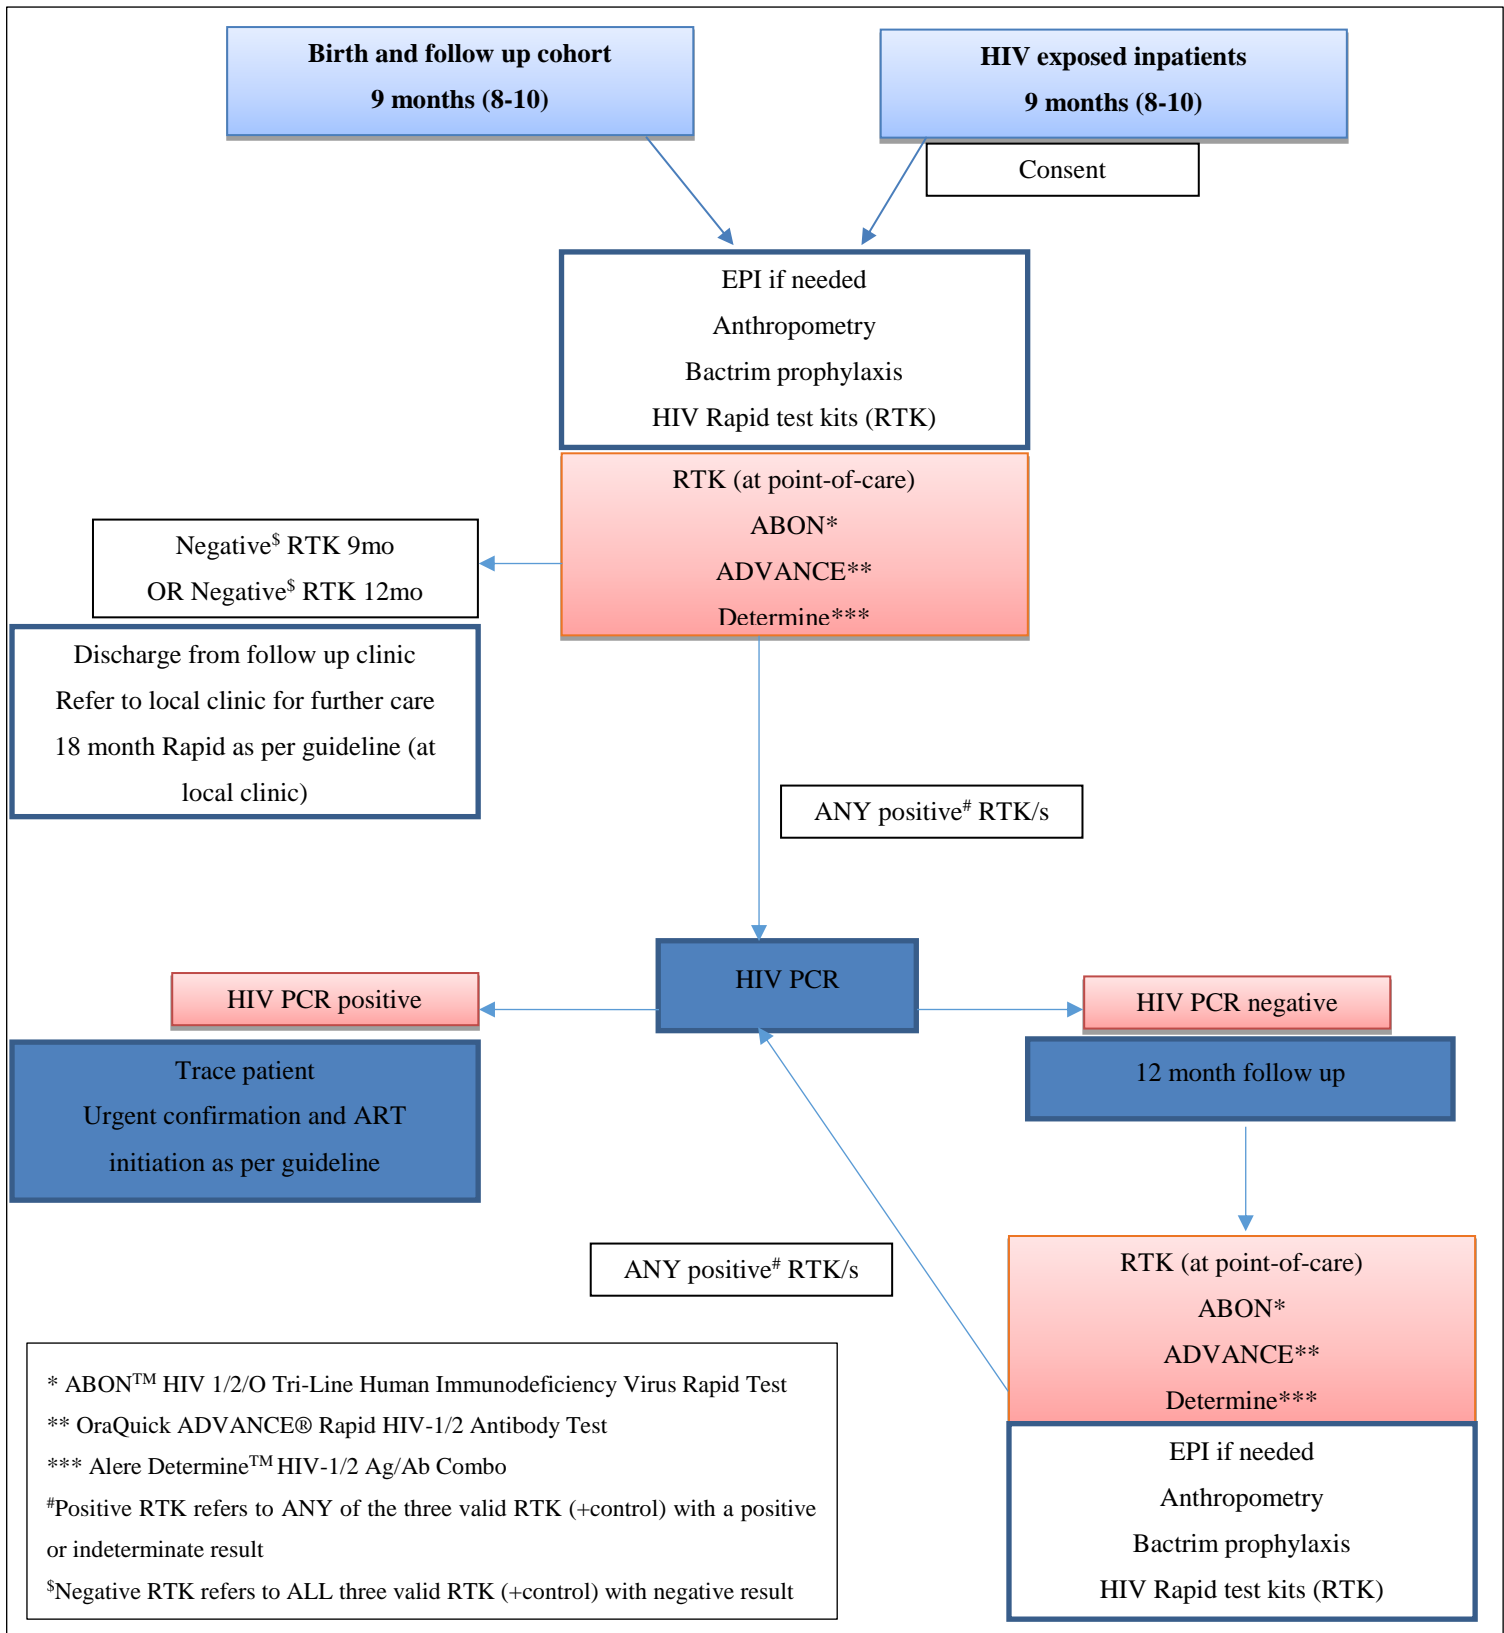 Birth and follow up cohort
9 months (8-10)
HIV exposed inpatients
9 months (8-10)
Consent
EPI if needed
Anthropometry
Bactrim prophylaxis
HIV Rapid test kits (RTK)
RTK (at point-of-care)
ABON*
ADVANCE**
Determine***
Negative$ RTK 9mo
OR Negative$ RTK 12mo
Discharge from follow up clinic
Refer to local clinic for further care
18 month Rapid as per guideline (at
local clinic)
ANY positive# RTK/s
HIV PCR
HIV PCR positive
HIV PCR negative
Trace patient
Urgent confirmation and ART
initiation as per guideline
12 month follow up
ANY positive# RTK/s
RTK (at point-of-care)
ABON*
ADVANCE**
Determine***
EPI if needed
Anthropometry
Bactrim prophylaxis
HIV Rapid test kits (RTK)
* ABON™ HIV 1/2/O Tri-Line Human Immunodeficiency Virus Rapid Test
** OraQuick ADVANCE® Rapid HIV-1/2 Antibody Test
*** Alere Determine™ HIV-1/2 Ag/Ab Combo
#Positive RTK refers to ANY of the three valid RTK (+control) with a positive
or indeterminate result
$Negative RTK refers to ALL three valid RTK (+control) with negative result